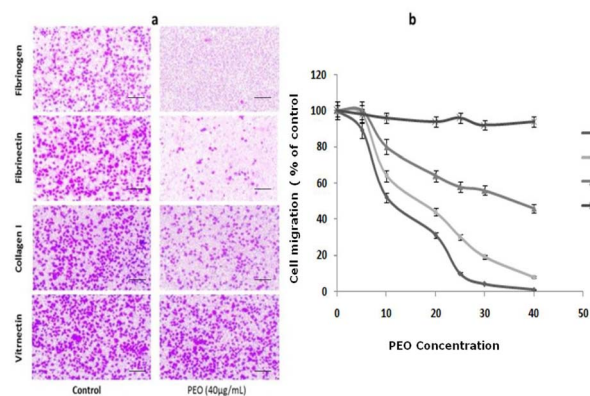 a
b
Fibrinogen
Fibrinectin
Collagen I
Vitrnectin
Control
PEO (40µg/mL)
Cell migration ( % of control
120
100
80
60
40
20
0
0
10
20
30
40
50
PEO Concentration